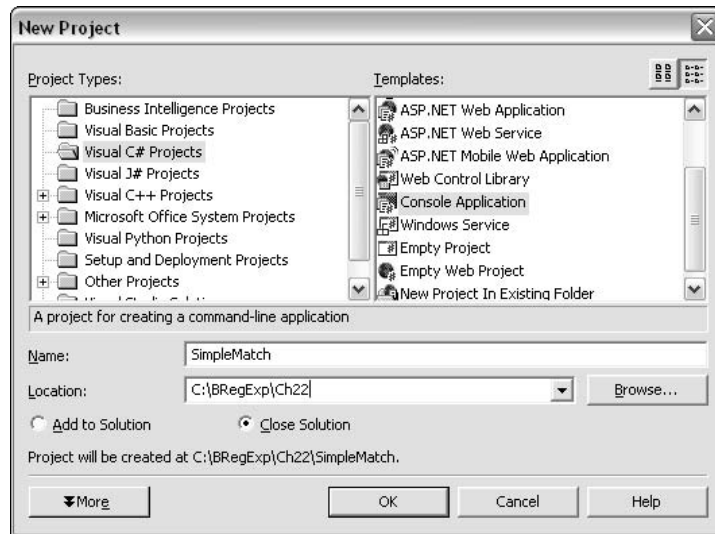 New Project
Project Types:
Templates:
Business Intelligence Projects
Visual Basic Projects
Visual C# Projects
Visual J# Projects
Visual C++ Projects
Microsoft Office System Projects
Visual Python Projects
Setup and Deployment Projects
Other Projects
ASP.NET Web Application
ASP.NET Web Service
ASP.NET Mobile Web Application
Web Control Library
Console Application
Windows Service
Empty Project
Empty Web Project
New Project In Existing Folder
A project for creating a command-line application
Name:
SimpleMatch
Location:
C:\BRegExp\Ch22
Browse...
Add to Solution
Close Solution
Project will be created at C:\BRegExp\Ch22\SimpleMatch.
More
OK
Cancel
Help